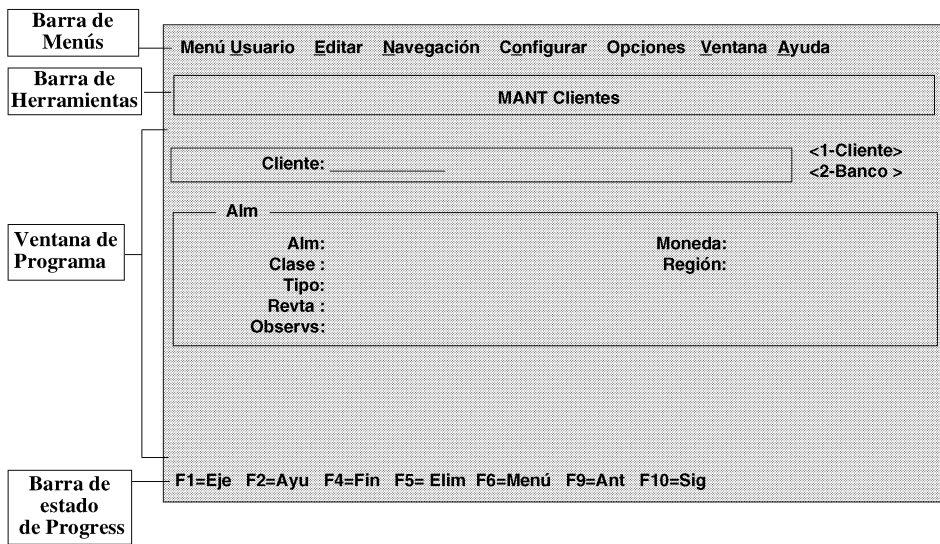 Barra de
Menús
Menú Usuario Editar Navegación Configurar Opciones Ventana Ayuda
Barra de
Herramientas
MANT Clientes
Cliente:
<1-Cliente>
<2-Banco >
Alm
Ventana de
Programa
Alm: Moneda:
Clase : Región:
Tipo:
Revta :
Observs:
Barra de
estado
de Progress
F1=Eje F2=Ayu F4=Fin F5= Elim F6=Menú F9=Ant F10=Sig